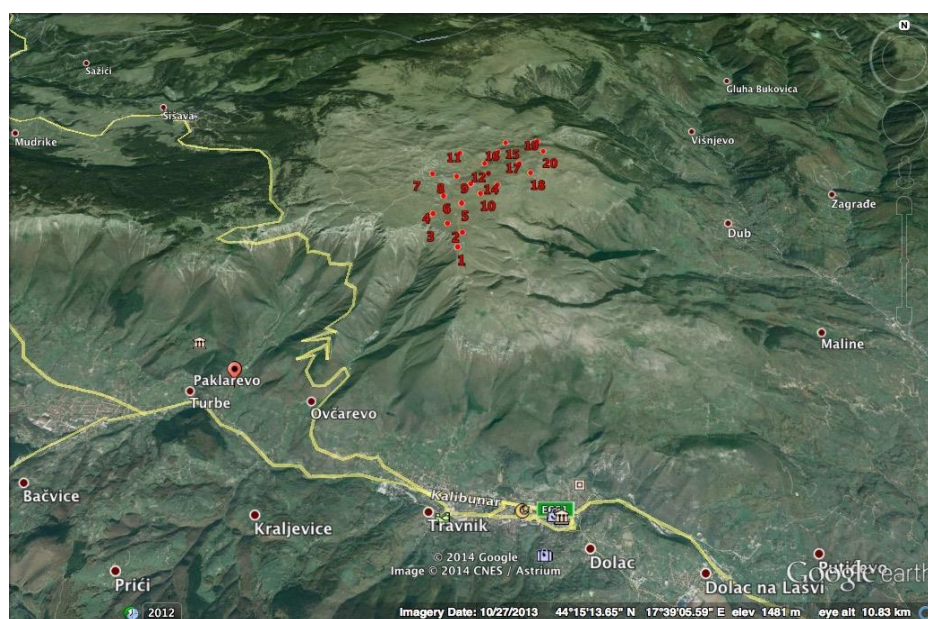 N
Sažići
Gluha Bukovica
Šišava
Mudrike
Višnjevo
19
15
11
16
20
17
7
12
18
8
9
14
Zagrađe
6
10
4
5
Dub
3
2
1
Maline
Paklarevo
Turbe
Ovčarevo
Bačvice
Kalibunar
Kraljevice
Travnik
© 2014 Google
Image © 2014 CNES / Astrium
Dolac
Prići
Dolac na Lašvi
Google earth
2012
Imagery Date: 10/27/2013 44°15'13.65" N 17°39'05.59" E elev 1481 m eye alt 10.83 km